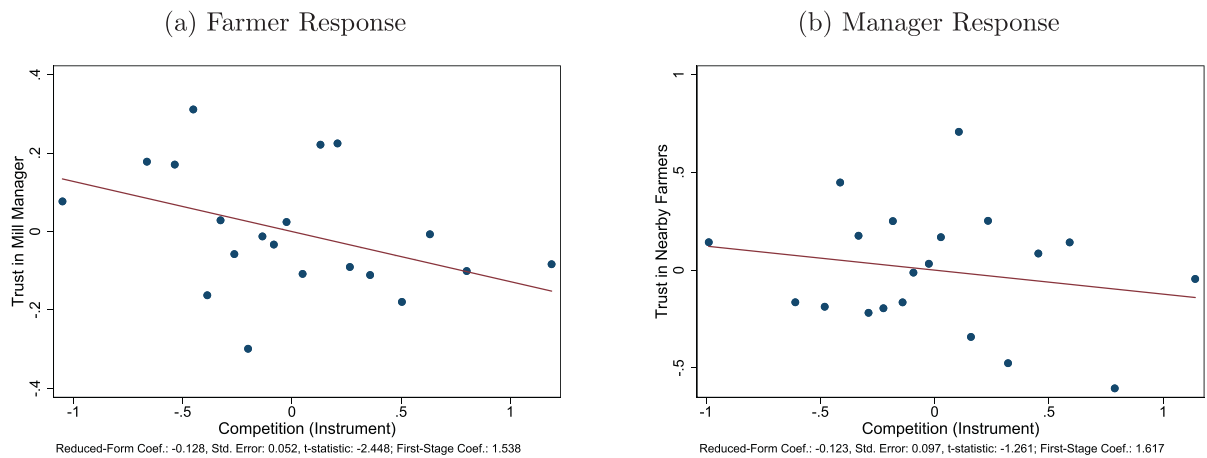 (a) Farmer Response
Trust in Mill Manager
.4
.2
0
-.2
-.4
-1
-.5
0
.5
1
Competition (Instrument)
Reduced-Form Coef.: -0.128, Std. Error: 0.052, t-statistic: -2.448; First-Stage Coef.: 1.538
(b) Manager Response
Trust in Nearby Farmers
1
.5
0
-.5
-1
-.5
0
.5
1
Competition (Instrument)
Reduced-Form Coef.: -0.123, Std. Error: 0.097, t-statistic: -1.261; First-Stage Coef.: 1.617